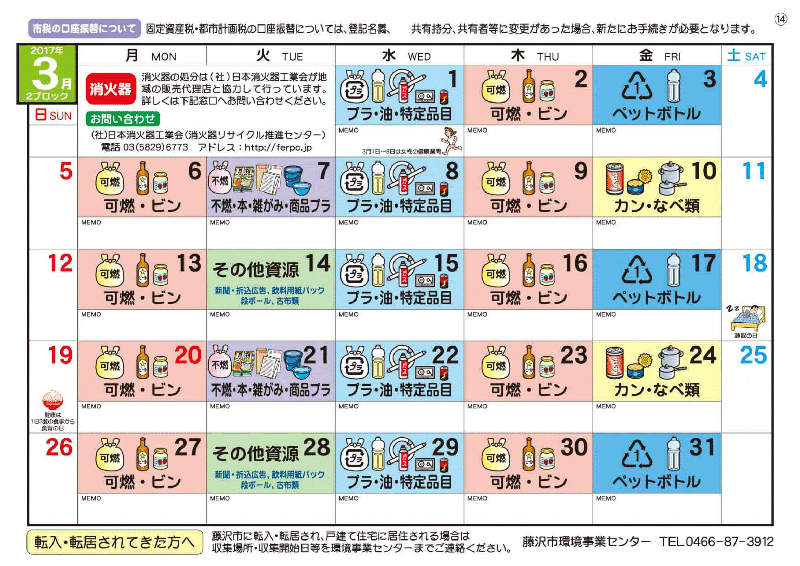 市税の口座振替について 固定資産税・都市計画税の口座振替については、登記名義、 共有持分、共有者等に変更があった場合、新たにお手続きが必要となります。
⑭
2017年
3月
2ブロック
日 SUN
月 MON
火 TUE
水 WED
木 THU
金 FRI
土 SAT
消火器
消火器の処分は(社)日本消火器工業会が地
域の販売代理店と協力して行っています。
詳しくは下記窓口へお問い合わせください。
お問い合わせ
(社)日本消火器工業会(消火器リサイクル推進センター)
電話 03(5829)6773 アドレス:http://ferpc.jp
1
プラ
プラ・油・特定品目
MEMO
3月1日〜8日は女性の健康週間
2
可燃
可燃・ビン
MEMO
3
1
ペットボトル
MEMO
4
5
6
可燃
可燃・ビン
MEMO
7
不燃
不燃・本・雑がみ・商品プラ
MEMO
8
プラ
プラ・油・特定品目
MEMO
9
可燃
可燃・ビン
MEMO
10
カン・なべ類
MEMO
11
12
13
可燃
可燃・ビン
MEMO
その他資源 14
新聞・折込広告、飲料用紙パック
段ボール、古布類
MEMO
15
プラ
プラ・油・特定品目
MEMO
16
可燃
可燃・ビン
MEMO
17
1
ペットボトル
MEMO
18
睡眠の日
19
健康は
1日3食の食事から
食育の日
20
可燃
可燃・ビン
MEMO
21
不燃
不燃・本・雑がみ・商品プラ
MEMO
22
プラ
プラ・油・特定品目
MEMO
23
可燃
可燃・ビン
MEMO
24
カン・なべ類
MEMO
25
26
27
可燃
可燃・ビン
MEMO
その他資源 28
新聞・折込広告、飲料用紙パック
段ボール、古布類
MEMO
29
プラ
プラ・油・特定品目
MEMO
30
可燃
可燃・ビン
MEMO
31
1
ペットボトル
MEMO
転入・転居されてきた方へ
藤沢市に転入・転居され、戸建て住宅に居住される場合は
収集場所・収集開始日等を環境事業センターまでご連絡ください。
藤沢市環境事業センター TEL0466-87-3912